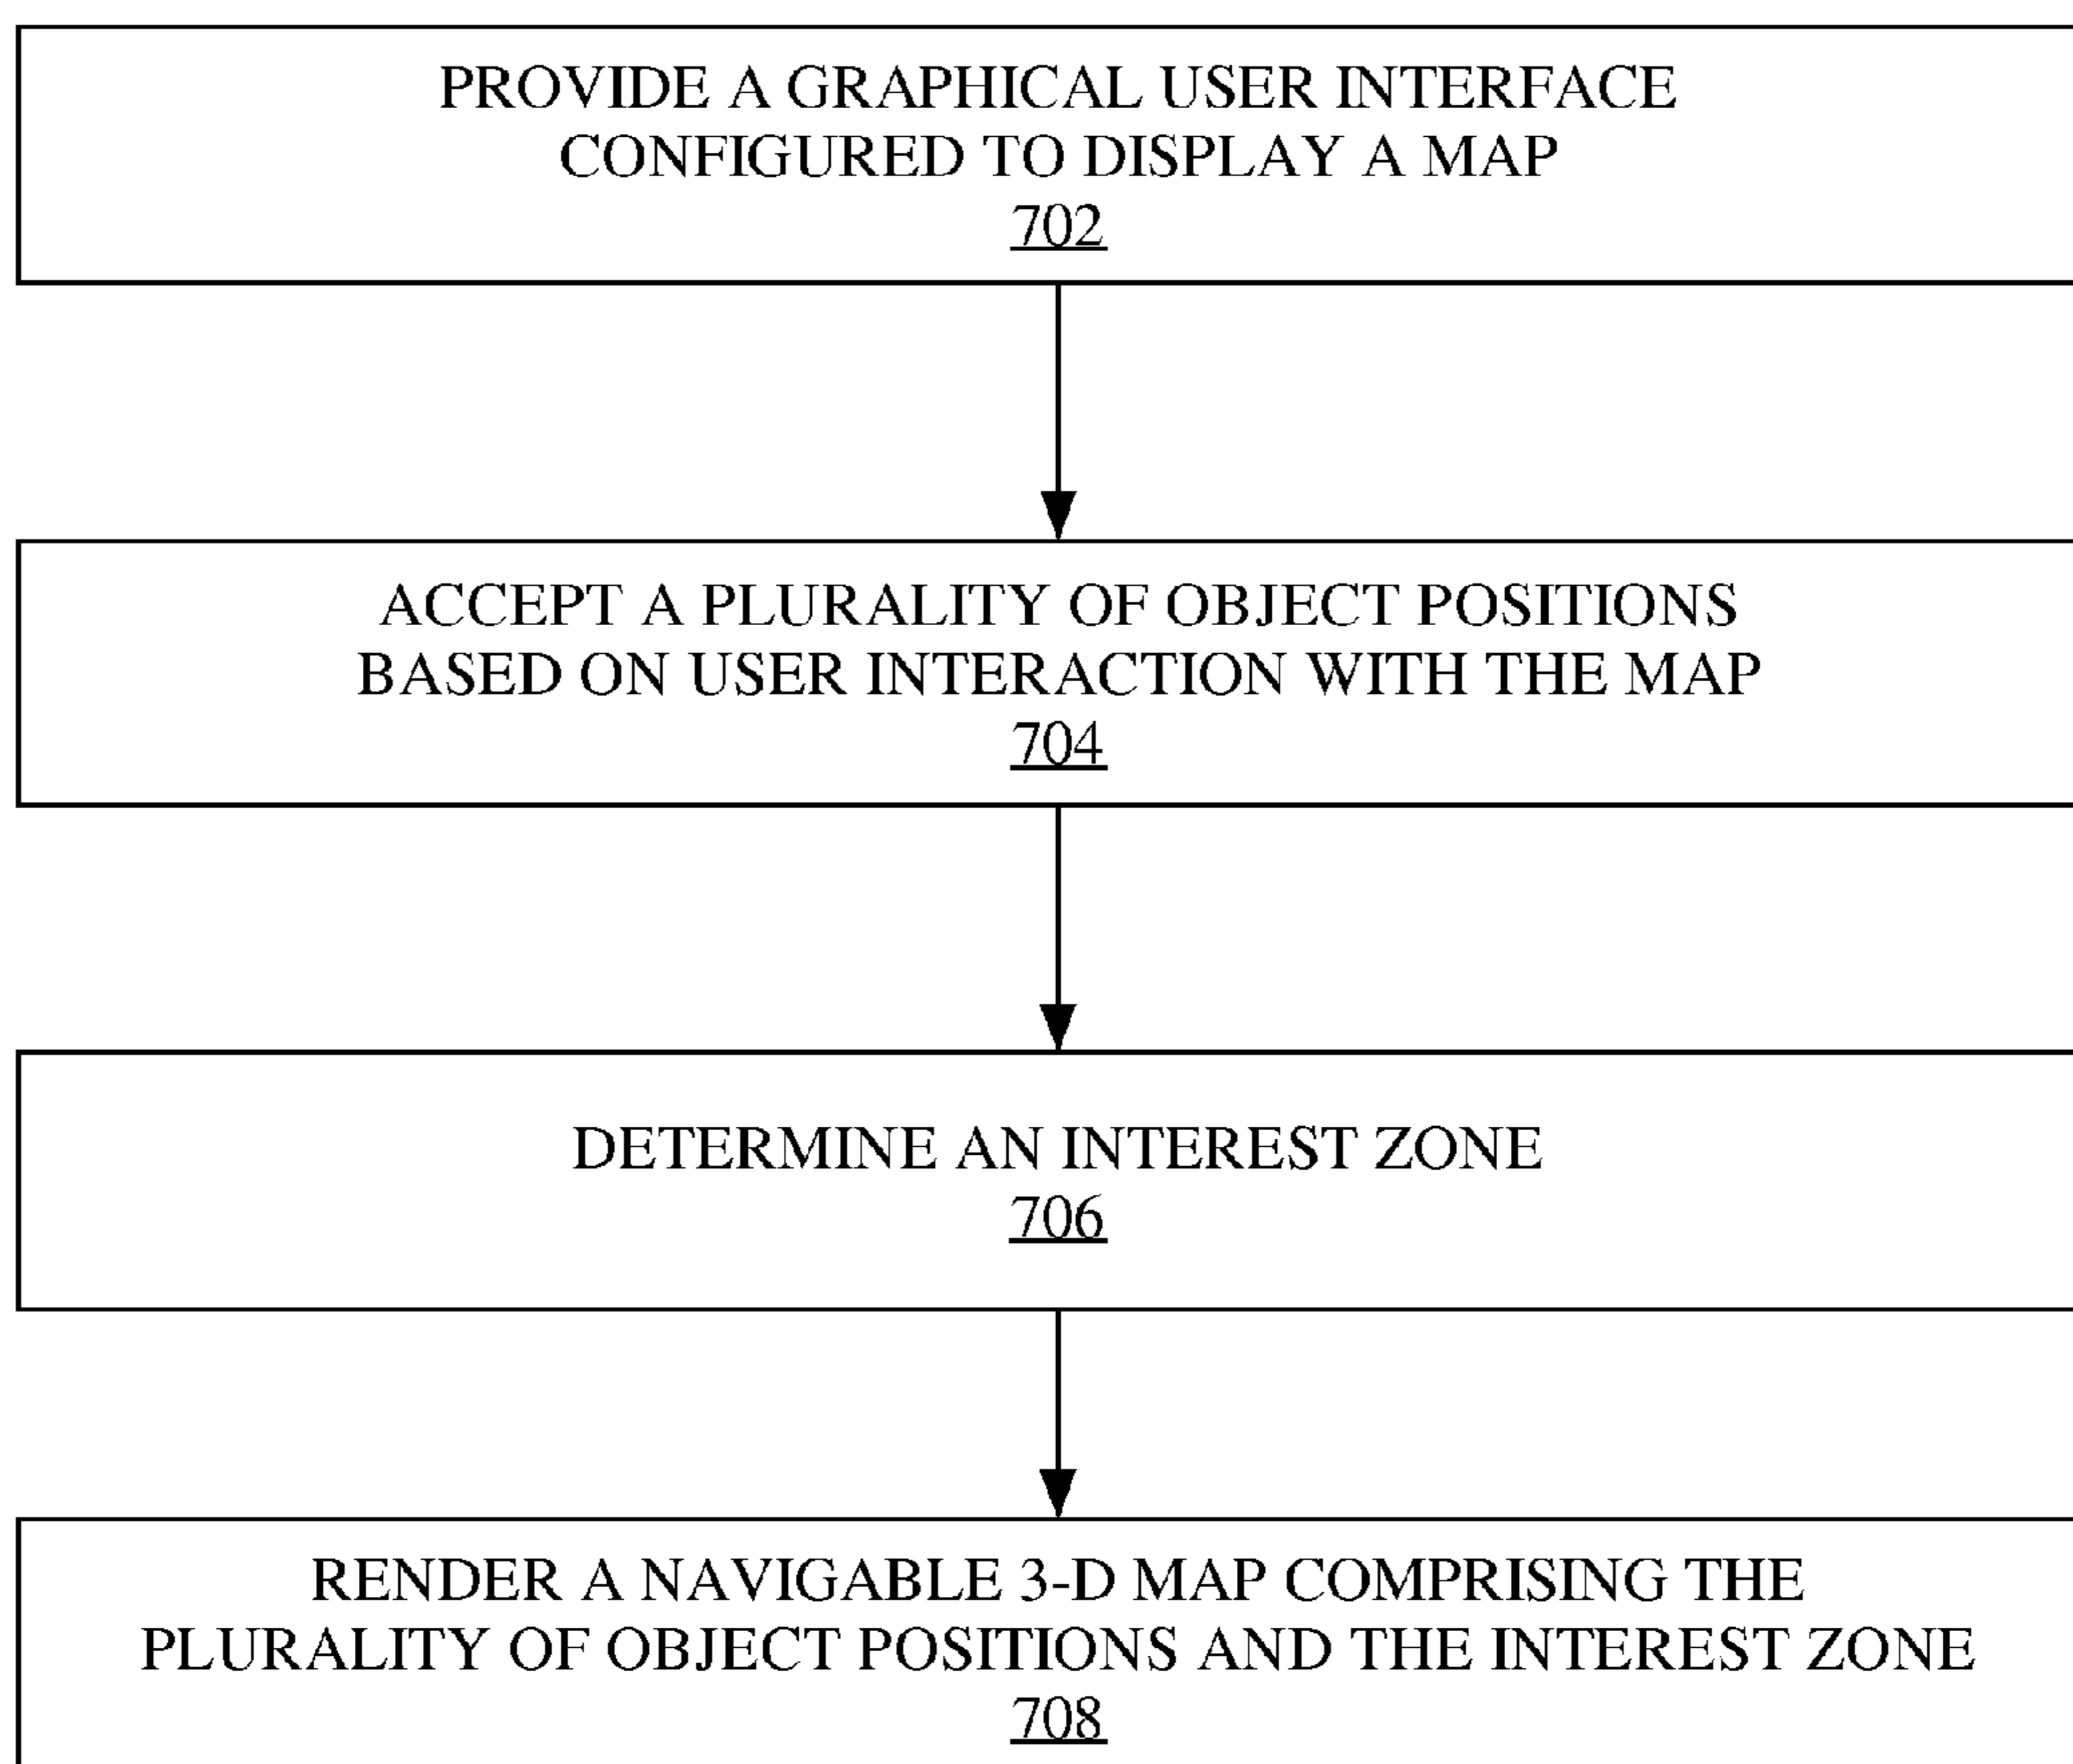 PROVIDE A GRAPHICAL USER INTERFACE
CONFIGURED TO DISPLAY A MAP
702
ACCEPT A PLURALITY OF OBJECT POSITIONS
BASED ON USER INTERACTION WITH THE MAP
704
DETERMINE AN INTEREST ZONE
706
RENDER A NAVIGABLE 3-D MAP COMPRISING THE
PLURALITY OF OBJECT POSITIONS AND THE INTEREST ZONE
708